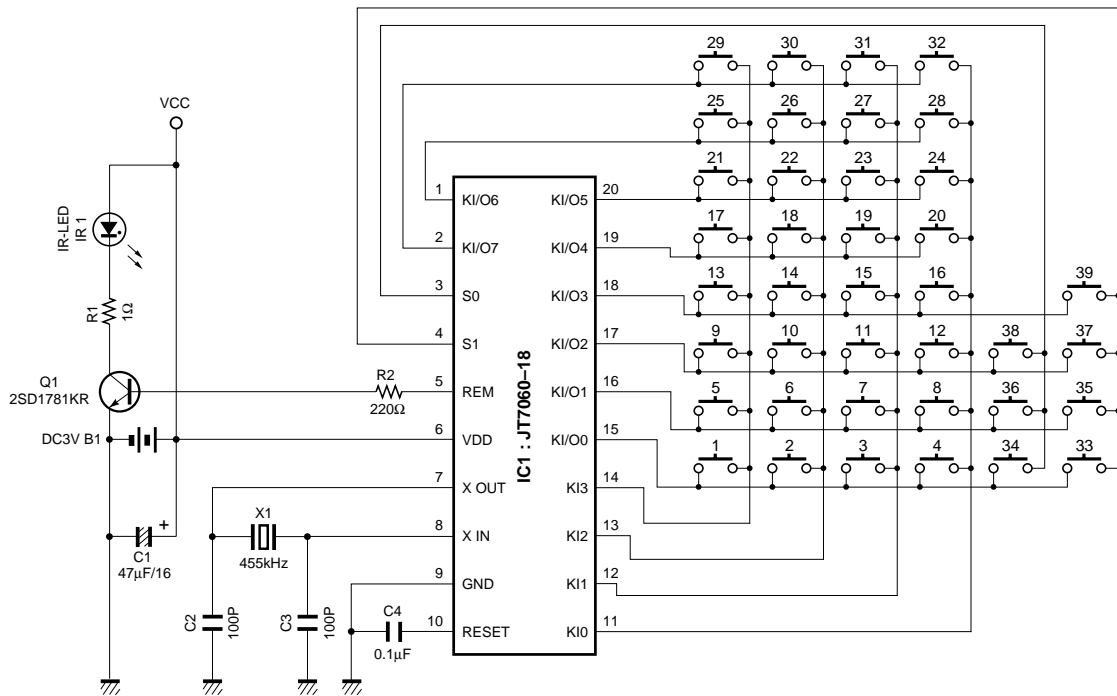 29 30 31 32
VCC
25 26 27 28
21 22 23 24
1 KI/O6 KI/O5 20
IR-LED
IR 1
17 18 19 20
2 KI/O7 KI/O4 19
13 14 15 16 39
3 S0 KI/O3 18
R1
1Ω
9 10 11 12 38 37
4 S1 KI/O2 17
Q1
2SD1781KR
R2
220Ω
5 REM KI/O1 16
5 6 7 8 36 35
DC3V B1
6 VDD KI/O0 15
1 2 3 4 34 33
IC1 : JT7060–18
7 X OUT KI3 14
X1
455kHz
8 X IN KI2 13
+
C1
47µF/16
9 GND KI1 12
C2
100P
C3
100P
C4
0.1µF
10 RESET KI0 11